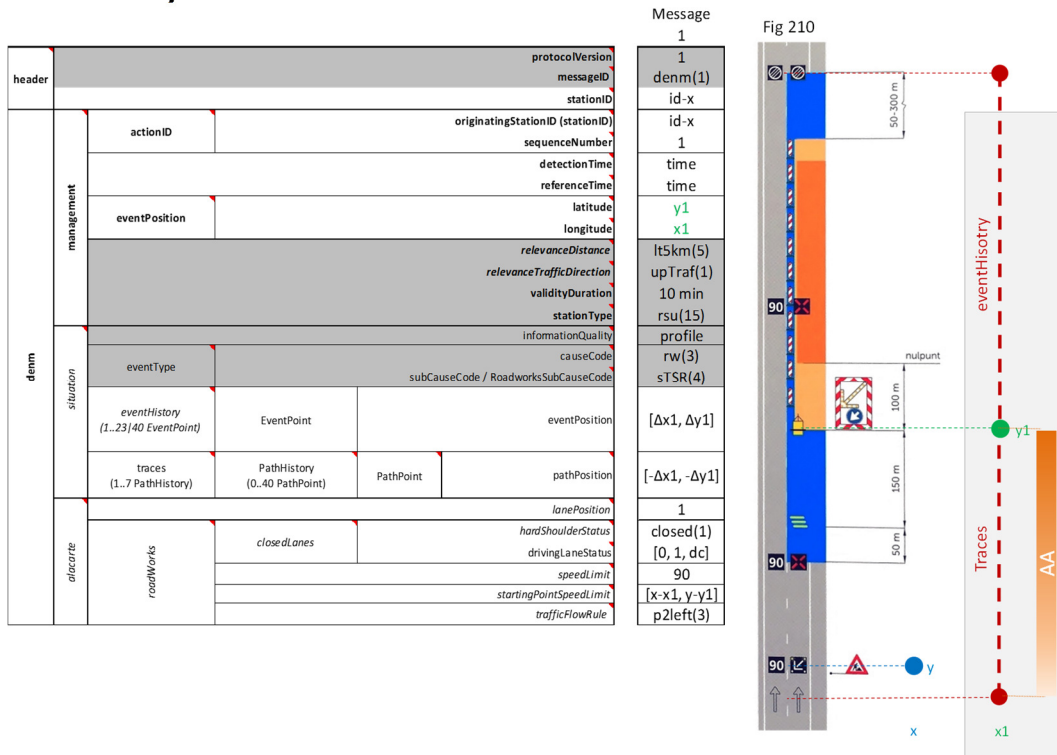 Message
1
protocolVersion 1
header messageID denm(1)
stationID id-x
actionID originatingStationID (stationID) id-x
sequenceNumber 1
detectionTime time
referenceTime time
management
eventPosition latitude y1
longitude x1
relevanceDistance lt5km(5)
relevanceTrafficDirection upTraf(1)
validityDuration 10 min
stationType rsu(15)
denm
situation
informationQuality profile
eventType causeCode rw(3)
subCauseCode / RoadworksSubCauseCode sTSR(4)
eventHistory
(1..23|40 EventPoint) EventPoint eventPosition [Δx1, Δy1]
traces
(1..7 PathHistory) PathHistory
(0..40 PathPoint) PathPoint pathPosition [-Δx1, -Δy1]
alacarte
lanePosition 1
roadWorks
closedLanes hardShoulderStatus closed(1)
drivingLaneStatus [0, 1, dc]
speedLimit 90
startingPointSpeedLimit [x-x1, y-y1]
trafficFlowRule p2left(3)
Fig 210
50-300 m
eventHisotry
90
nulpunt
100 m
y1
150 m
50 m
Traces
AA
90
90
y
x
x1